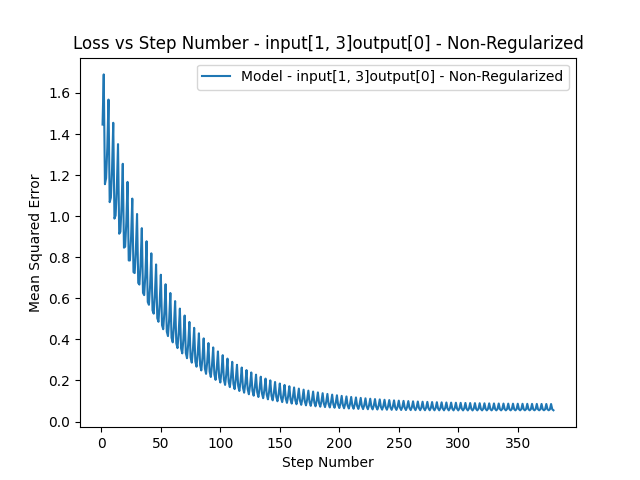 Loss vs Step Number - input[1, 3]output[0] - Non-Regularized
Model - input[1, 3]output[0] - Non-Regularized
Mean Squared Error
1.6
1.4
1.2
1.0
0.8
0.6
0.4
0.2
0.0
0 50 100 150 200 250 300 350
Step Number